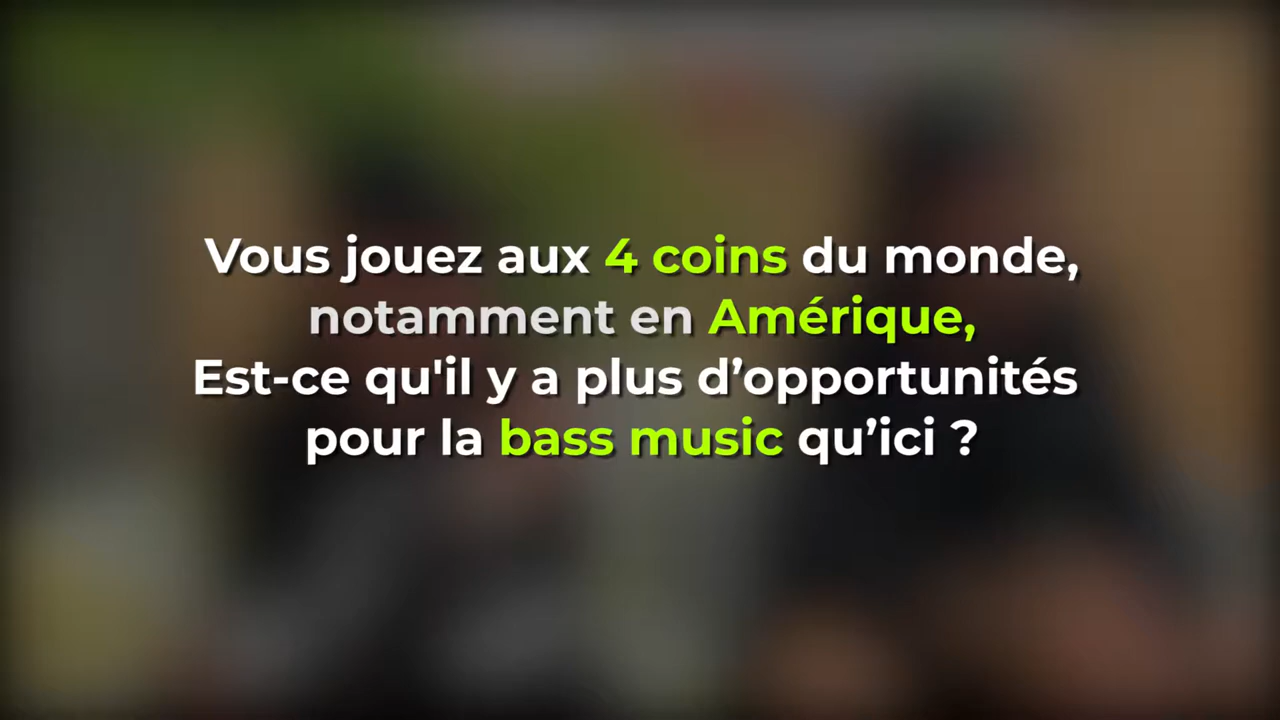 Vous jouez aux 4 coins du monde,
notamment en Amérique,
Est-ce qu'il y a plus d’opportunités
pour la bass music qu’ici ?